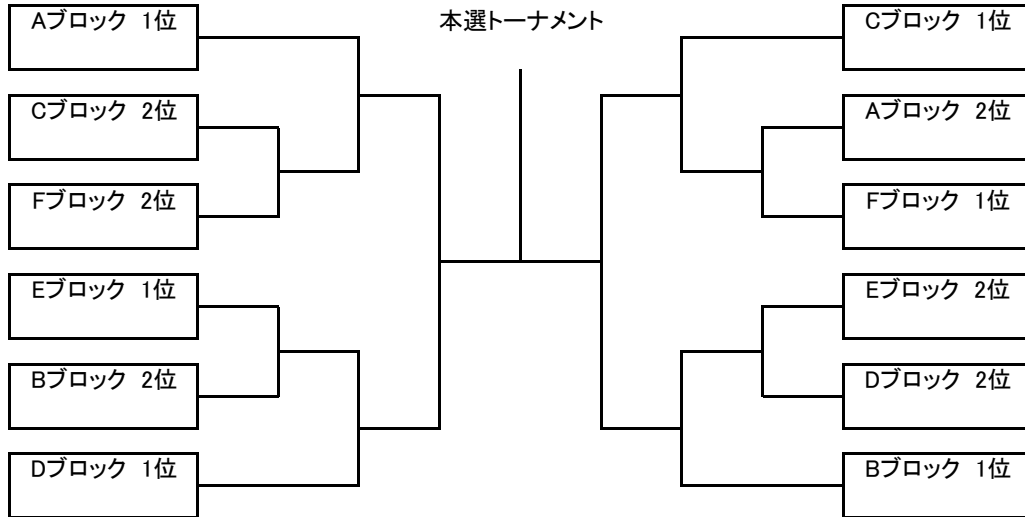 本選トーナメント
Aブロック 1位
Cブロック 2位
Fブロック 2位
Eブロック 1位
Bブロック 2位
Dブロック 1位
Cブロック 1位
Aブロック 2位
Fブロック 1位
Eブロック 2位
Dブロック 2位
Bブロック 1位